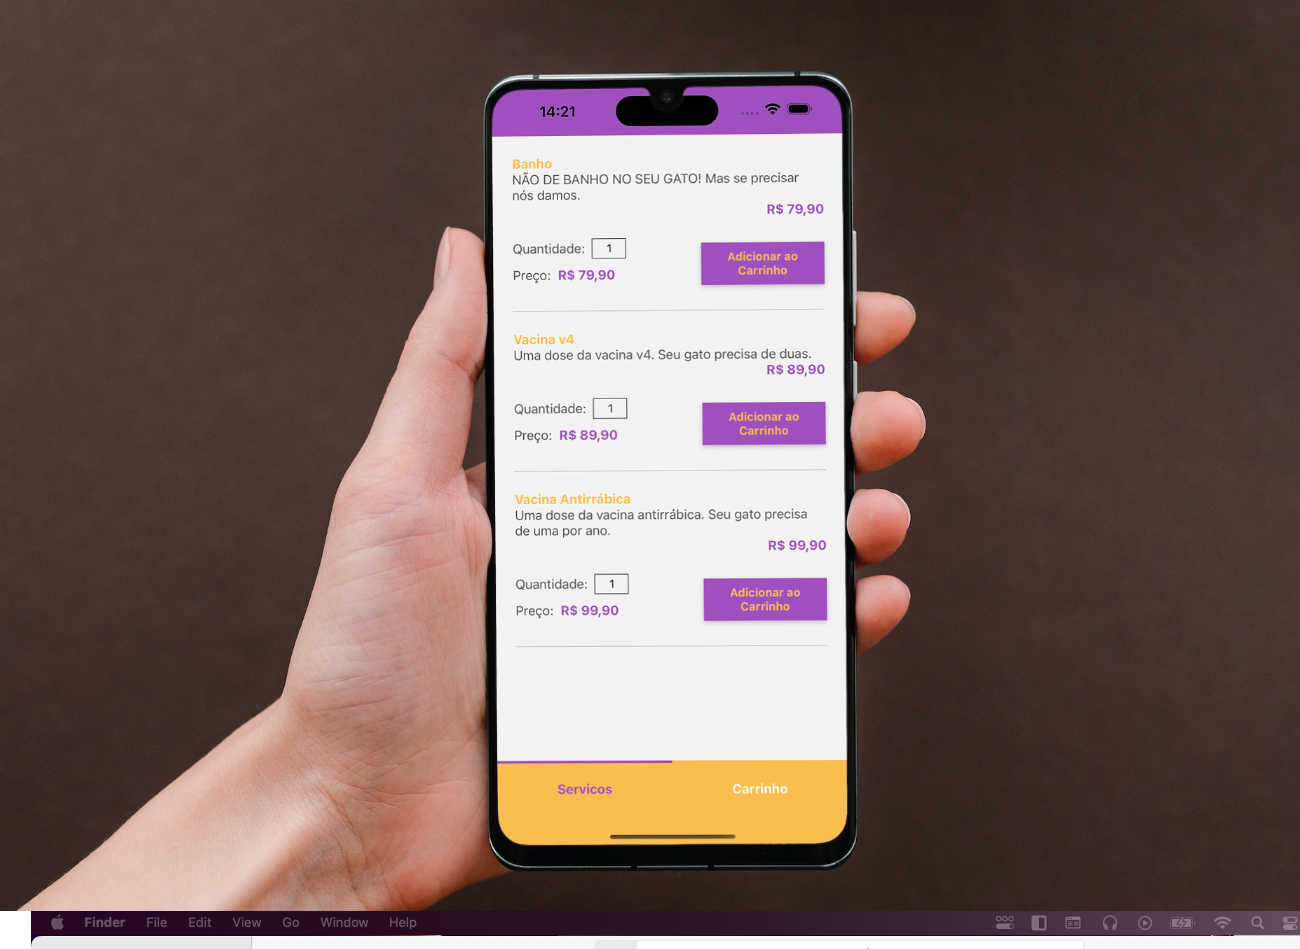 14:21
Banho
NÃO DE BANHO NO SEU GATO! Mas se precisar
nós damos.
R$ 79,90
Quantidade: 1
Adicionar ao
Carrinho
Preço: R$ 79,90
Vacina v4
Uma dose da vacina v4. Seu gato precisa de duas.
R$ 89,90
Quantidade: 1
Adicionar ao
Carrinho
Preço: R$ 89,90
Vacina Antirrábica
Uma dose da vacina antirrábica. Seu gato precisa
de uma por ano.
R$ 99,90
Quantidade: 1
Adicionar ao
Carrinho
Preço: R$ 99,90
Servicos Carrinho
Finder File Edit View Go Window Help